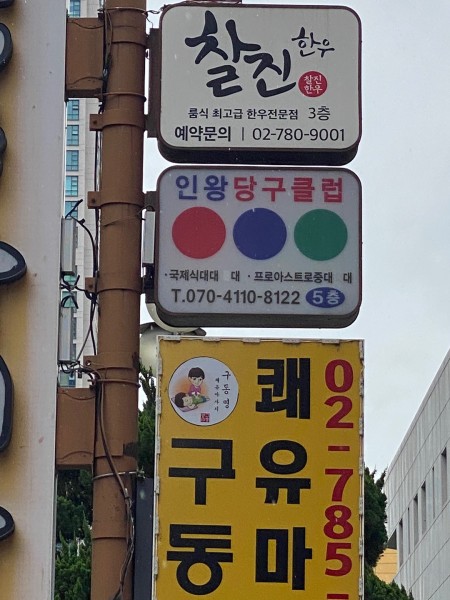 찰진 한우
찰진
한우
룸식 최고급 한우전문점 3층
예약문의 | 02-780-9001
인왕당구클럽
·국제식대대 대 ·프로아스트로중대 대
T.070-4110-8122 5층
구동
쾌유마
02-785-
구동영